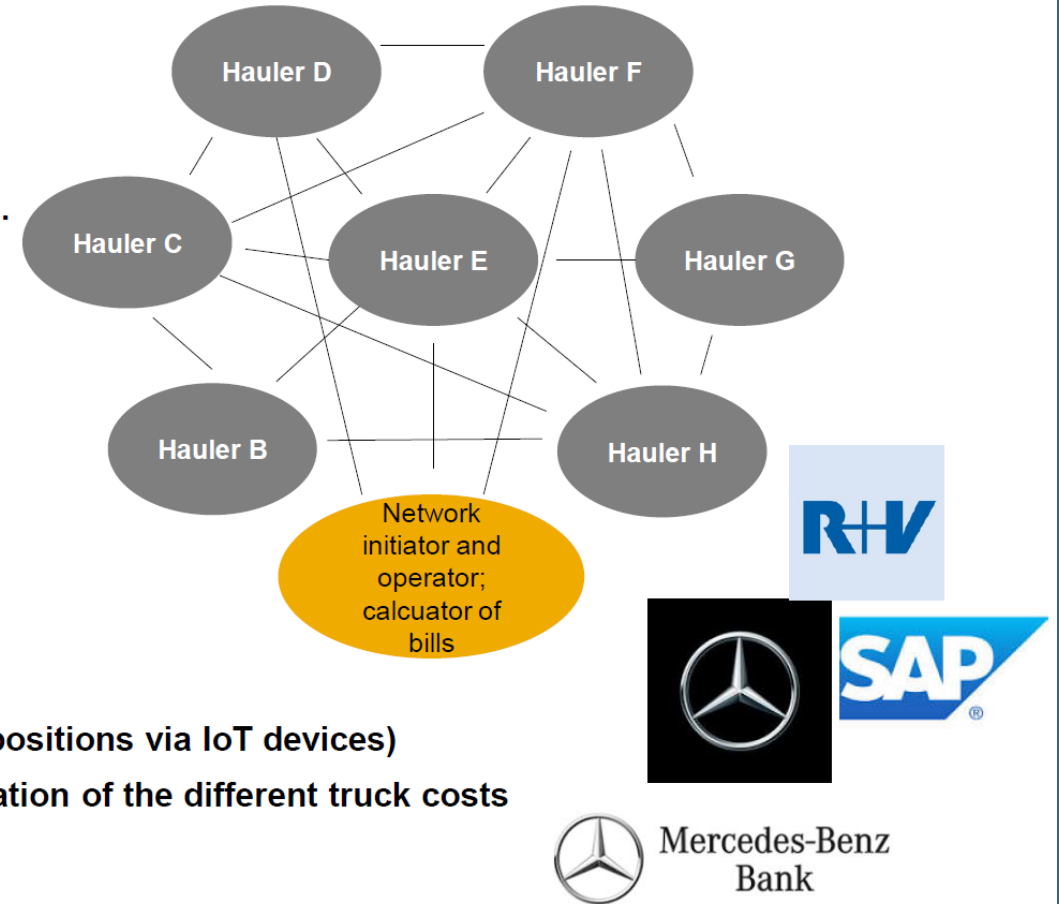 Hauler D
Hauler F
.
Hauler C
Hauler E
Hauler G
Hauler B
Hauler H
Network
initiator and
operator;
calcuator of
bills
R+V
SAP
®
positions via IoT devices)
ation of the different truck costs
Mercedes-Benz
Bank